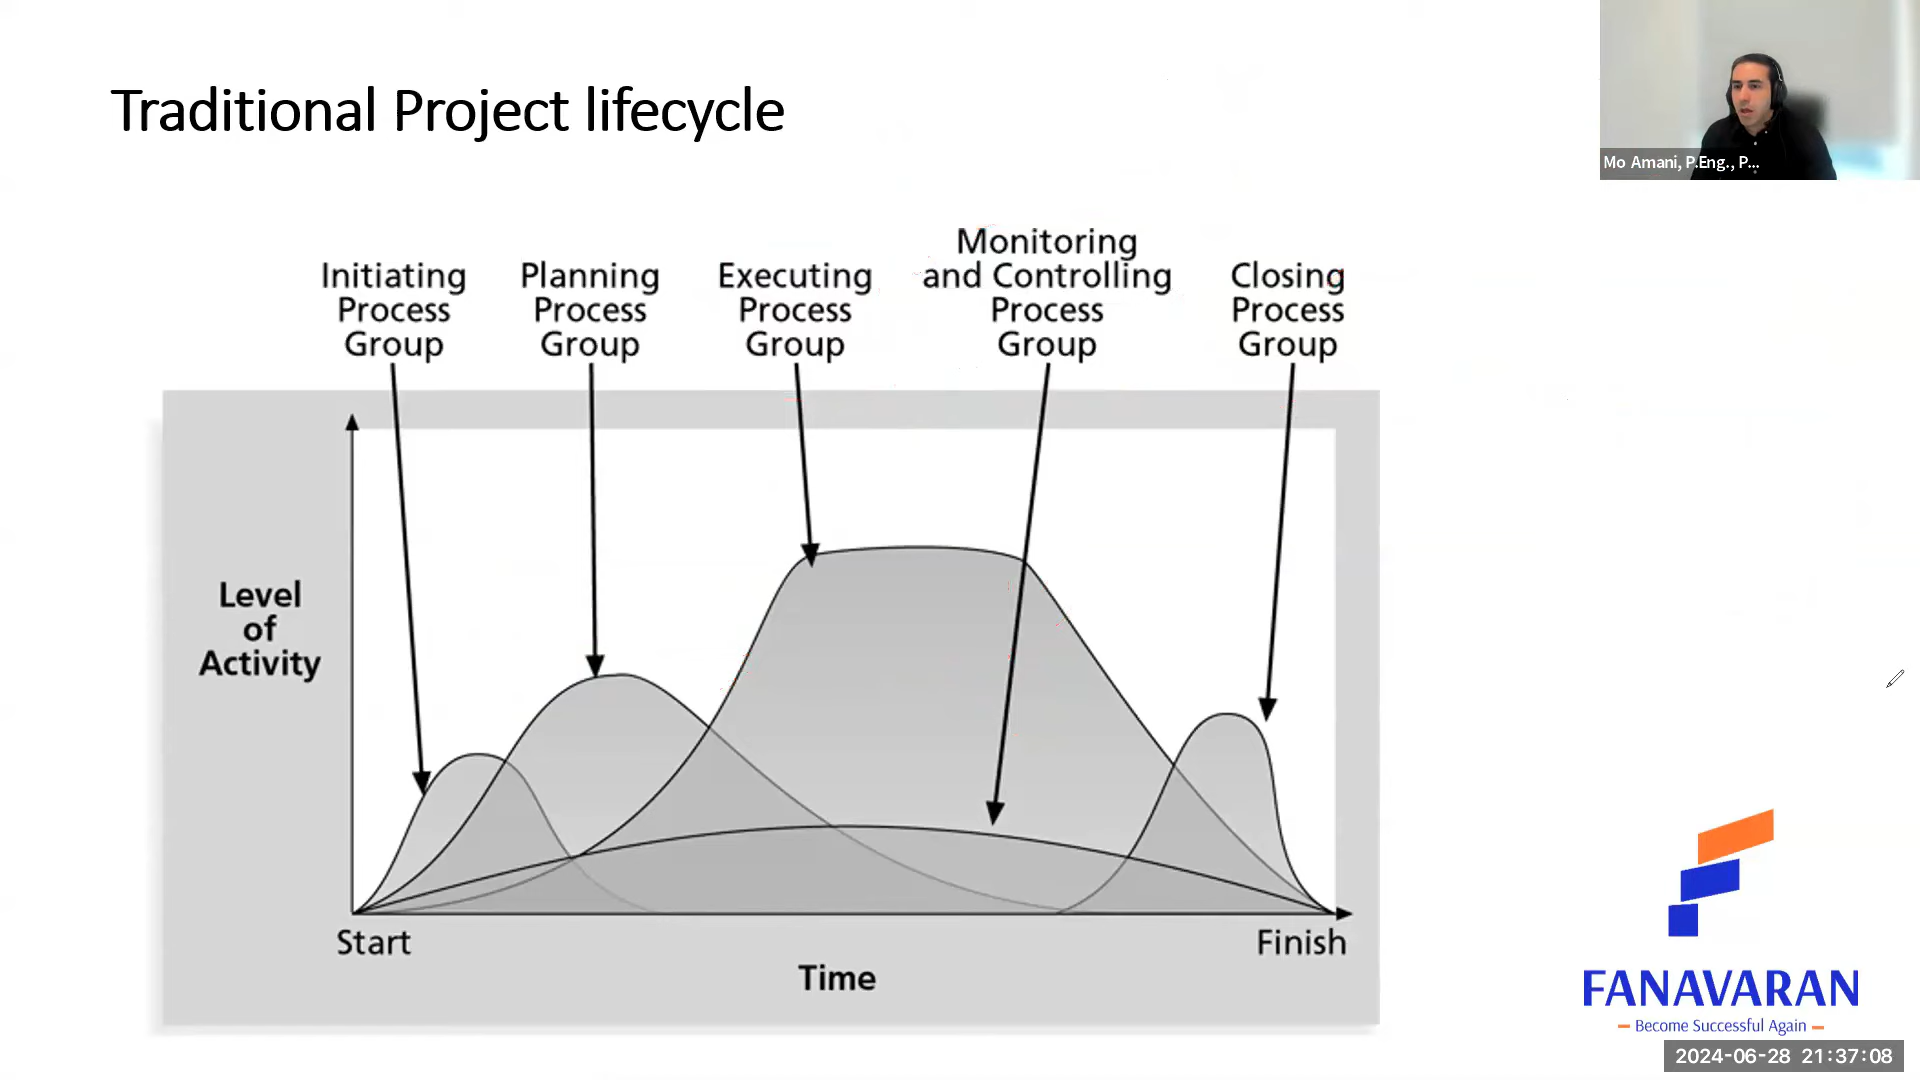 Traditional Project lifecycle
Mo Amani, P.Eng., P...
Initiating
Process
Group
Planning
Process
Group
Executing
Process
Group
Monitoring
and Controlling
Process
Group
Closing
Process
Group
Level
of
Activity
Start
Finish
Time
FANAVARAN
Become Successful Again
2024-06-28 21:37:08